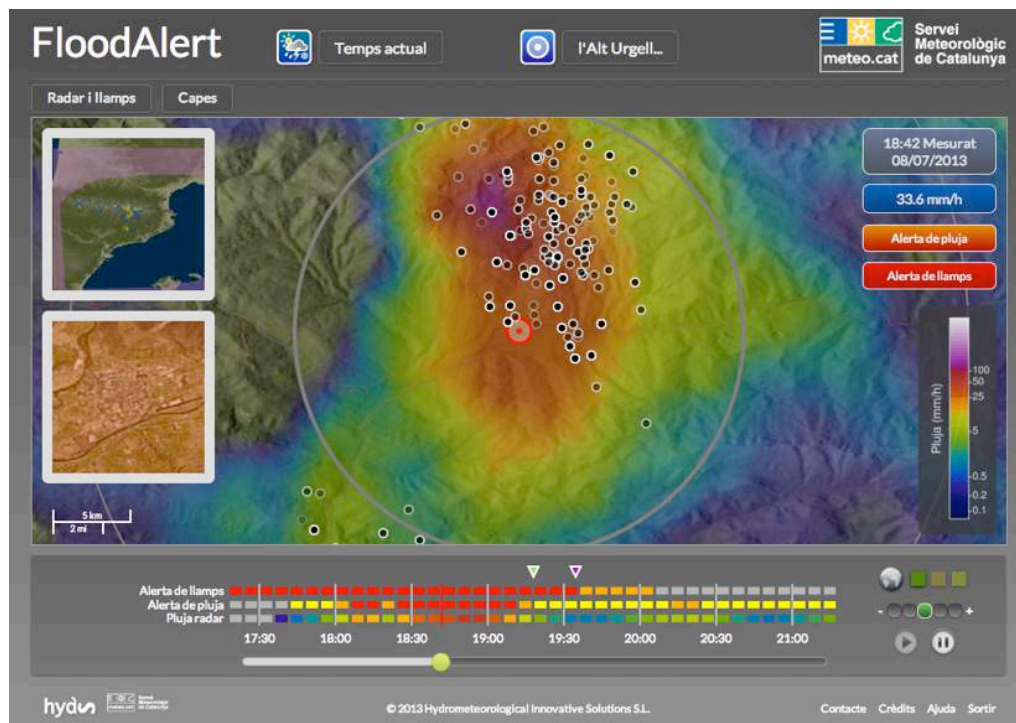 FloodAlert
Temps actual
l'Alt Urgell...
meteo.cat
Servei
Meteorològic
de Catalunya
Radar i llamps
Capes
18:42 Mesurat
08/07/2013
33.6 mm/h
Alerta de pluja
Alerta de llamps
Pluja (mm/h)
100
50
25
5
0.5
0.2
0.1
5 km
2 mi
Alerta de llamps
Alerta de pluja
Pluja radar
17:30 18:00 18:30 19:00 19:30 20:00 20:30 21:00
- +
hyds
© 2013 Hydrometeorological Innovative Solutions S.L.
Contacte Crèdits Ajuda Sortir